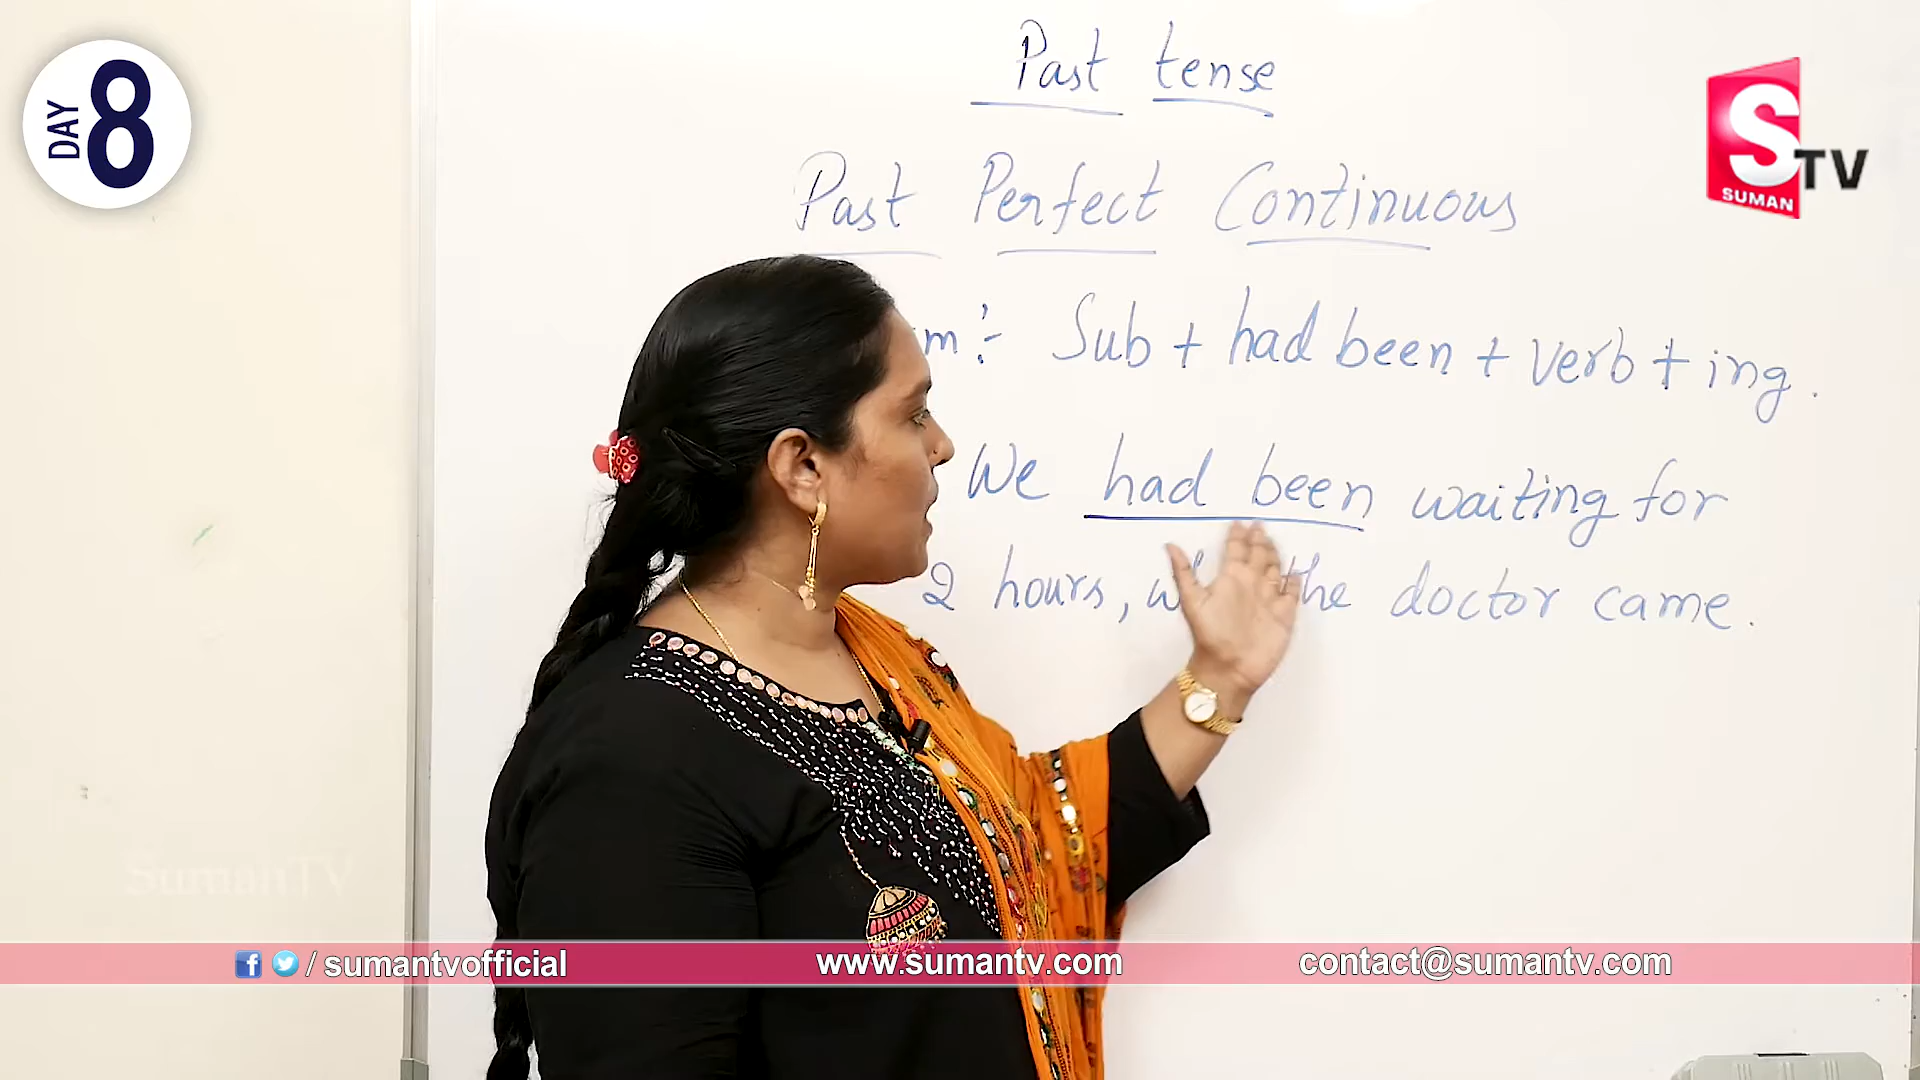 DAY 8
Past tense
S TV
SUMAN
Past Perfect Continuous
m :- Sub + had been + verb + ing.
We had been waiting for
2 hours, the doctor came.
SumanTV
/ sumantvofficial
www.sumantv.com
contact@sumantv.com